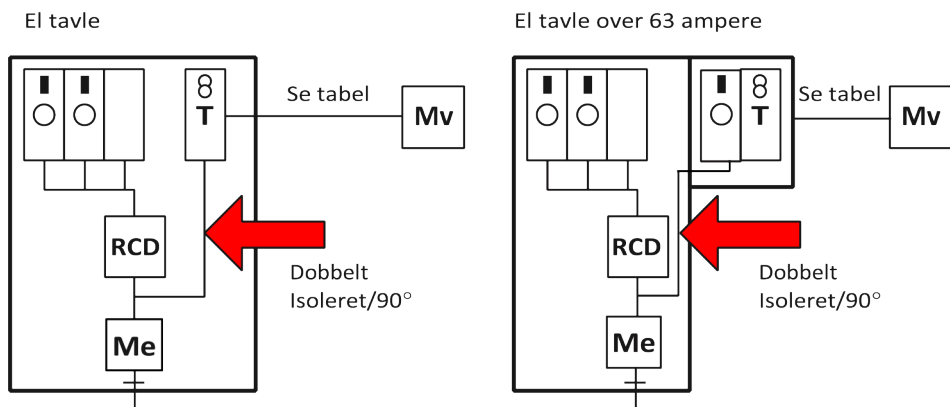 El tavle
T
Se tabel
Mv
RCD
Dobbelt
Isoleret/90°
Me
El tavle over 63 ampere
T
Se tabel
Mv
RCD
Dobbelt
Isoleret/90°
Me